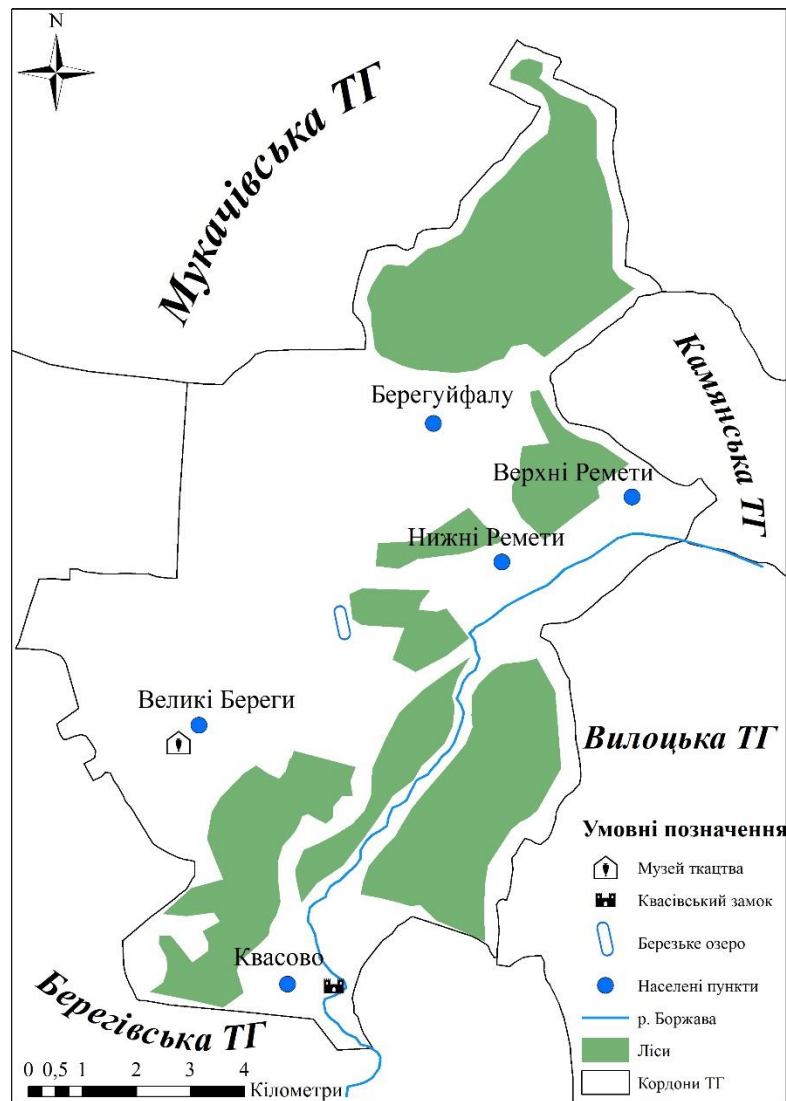 N
Мукачівська ТГ
Камянська ТГ
Берегуйфалу
Верхні Ремети
Нижні Ремети
Великі Береги
Вилоцька ТГ
Умовні позначення
Музей ткацтва
Квасівський замок
Березьке озеро
Населені пункти
р. Боржава
Ліси
Кордони ТГ
Квасово
Берегівська ТГ
0 0,5 1 2 3 4
Кілометри